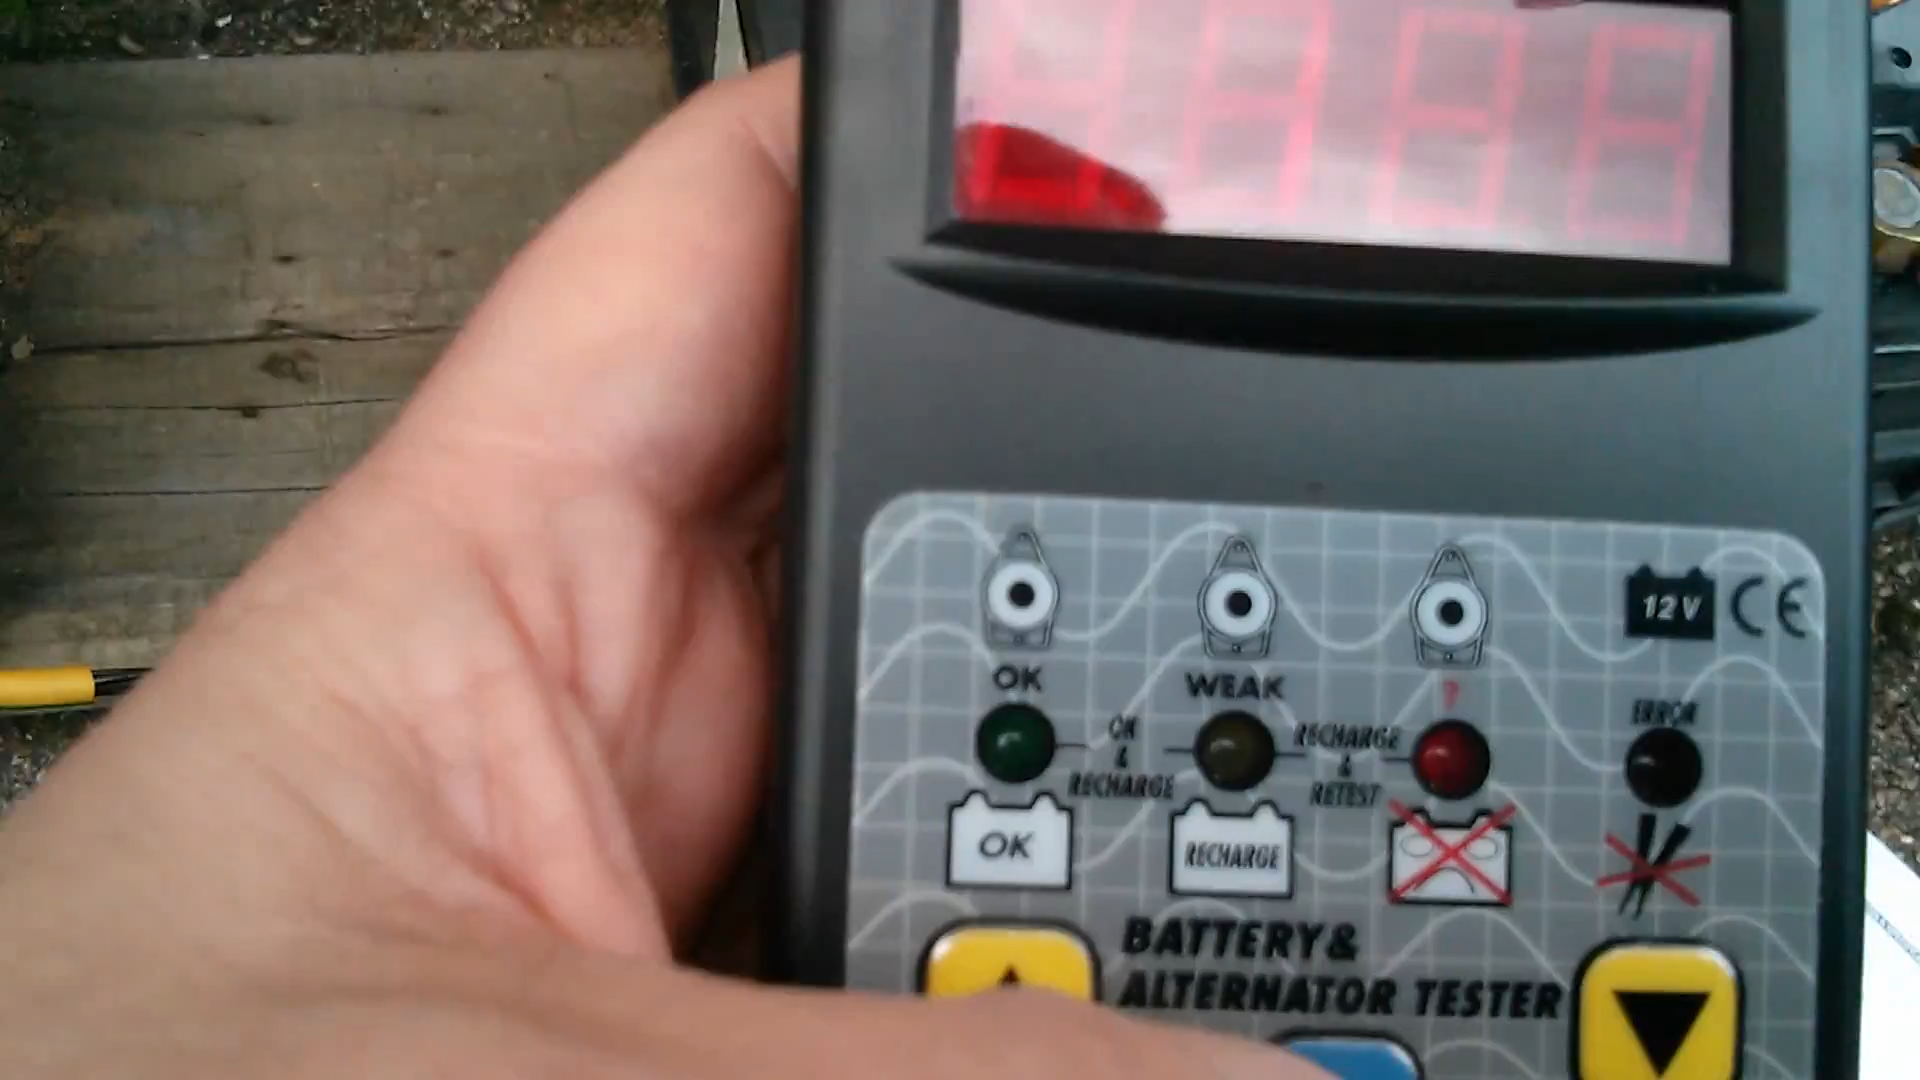 12 V CE
OK
WEAK
?
ERROR
OK
&
RECHARGE
RECHARGE
&
RETEST
OK
RECHARGE
BATTERY&
ALTERNATOR TESTER